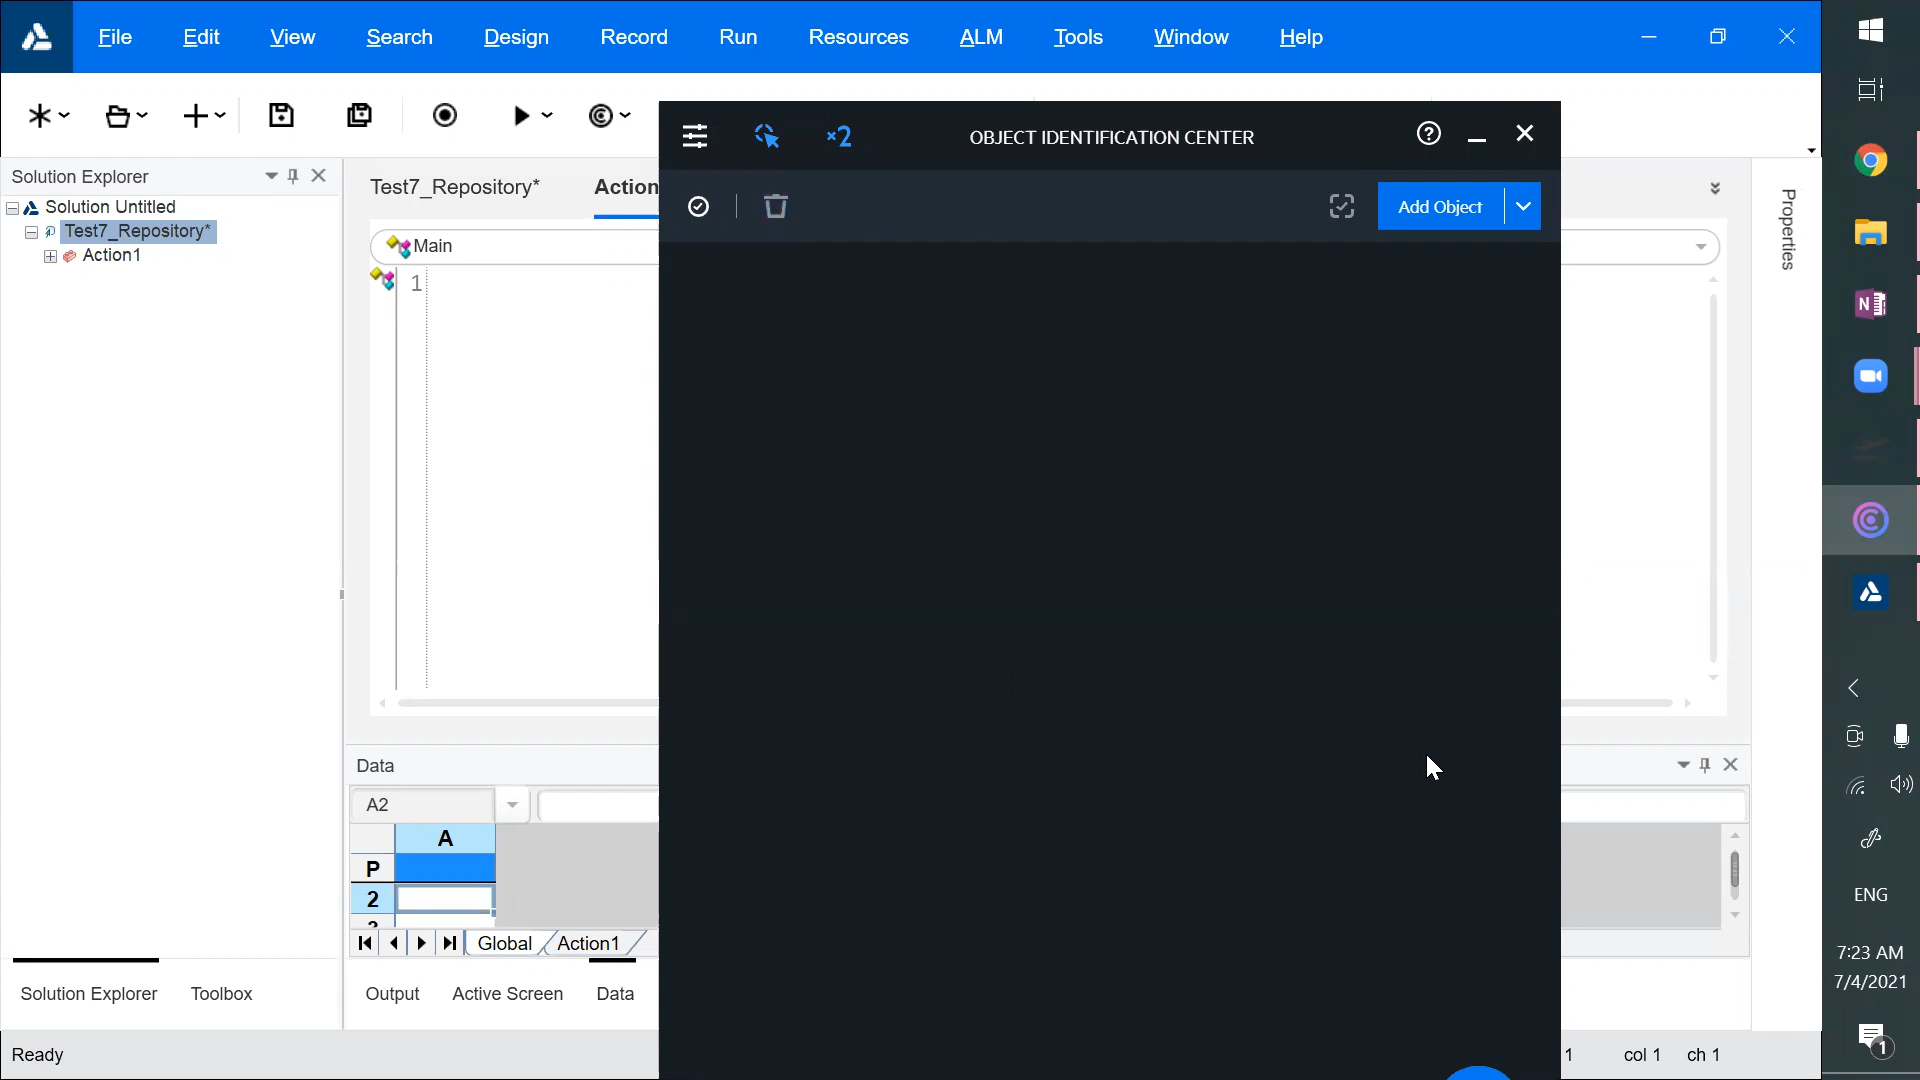 File Edit View Search Design Record Run Resources ALM Tools Window Help
×2 OBJECT IDENTIFICATION CENTER
Add Object
Solution Explorer
Solution Untitled
Test7_Repository*
Action1
Test7_Repository* Action
Main
1
Properties
Data
A2
A
P
2
Global Action1
Solution Explorer Toolbox
Output Active Screen Data
Ready
1 col 1 ch 1
N
ENG
7:23 AM
7/4/2021
1